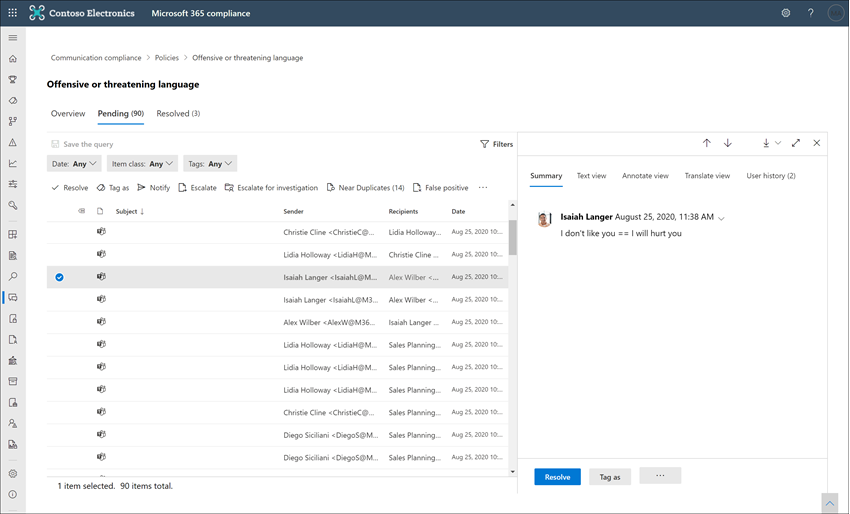 Contoso Electronics Microsoft 365 compliance ?
Communication compliance > Policies > Offensive or threatening language
Offensive or threatening language
Overview Pending (90) Resolved (3)
Save the query Filters
Date: Any Item class: Any Tags: Any
Resolve Tag as Notify Escalate Escalate for investigation Near Duplicates (14) False positive ...
Subject ↓ Sender Recipients Date
Christie Cline <ChristieC@... Lidia Holloway... Aug 25, 2020 10:...
Lidia Holloway <LidiaH@M... Christie Cline ... Aug 25, 2020 10:...
Isaiah Langer <IsaiahL@M... Alex Wilber <... Aug 25, 2020 10:...
Isaiah Langer <IsaiahL@M3... Alex Wilber <... Aug 25, 2020 10:...
Alex Wilber <AlexW@M36... Isaiah Langer ... Aug 25, 2020 10:...
Lidia Holloway <LidiaH@M... Sales Planning... Aug 25, 2020 10:...
Lidia Holloway <LidiaH@M... Sales Planning... Aug 25, 2020 10:...
Lidia Holloway <LidiaH@M... Sales Planning... Aug 25, 2020 10:...
Christie Cline <ChristieC@... Sales Planning... Aug 25, 2020 10:...
Diego Siciliani <DiegoS@M... Sales Planning... Aug 25, 2020 10:...
Diego Siciliani <DiegoS@M... Sales Planning... Aug 25, 2020 10:...
1 item selected. 90 items total.
Summary Text view Annotate view Translate view User history (2)
Isaiah Langer August 25, 2020, 11:38 AM
I don't like you == I will hurt you
Resolve Tag as ...